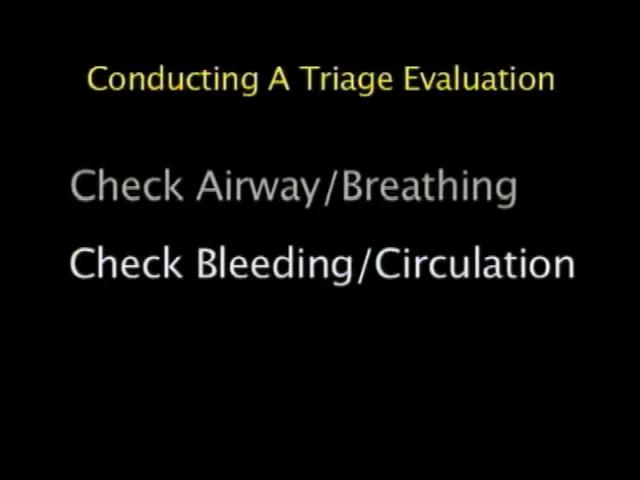 Conducting A Triage Evaluation
Check Airway/Breathing
Check Bleeding/Circulation